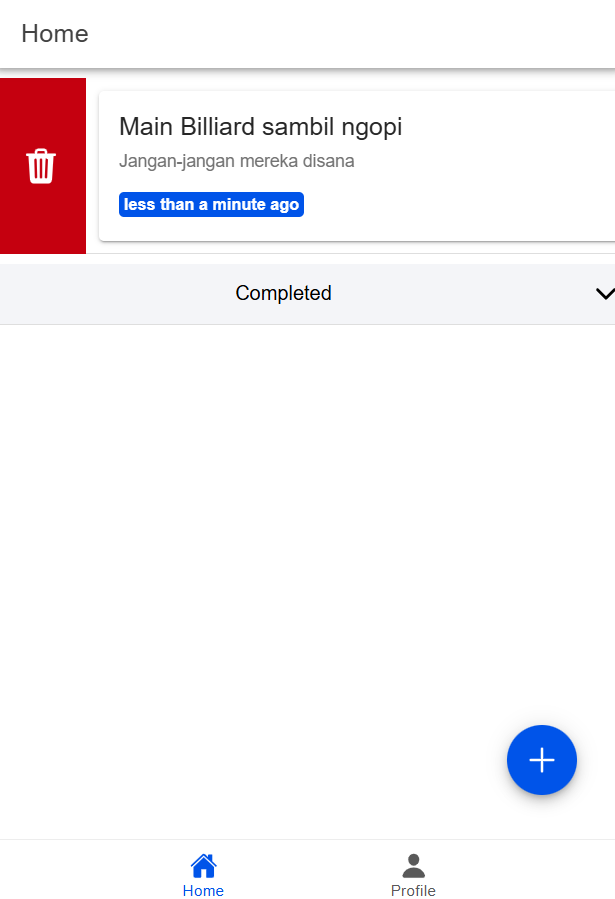 Home
Main Billiard sambil ngopi
Jangan-jangan mereka disana
less than a minute ago
Completed
Home
Profile